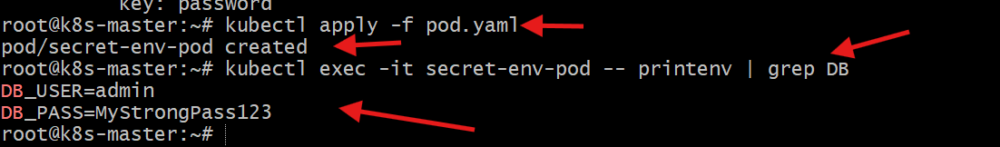 key: password
root@k8s-master:~# kubectl apply -f pod.yaml
pod/secret-env-pod created
root@k8s-master:~# kubectl exec -it secret-env-pod -- printenv | grep DB
DB_USER=admin
DB_PASS=MyStrongPass123
root@k8s-master:~#